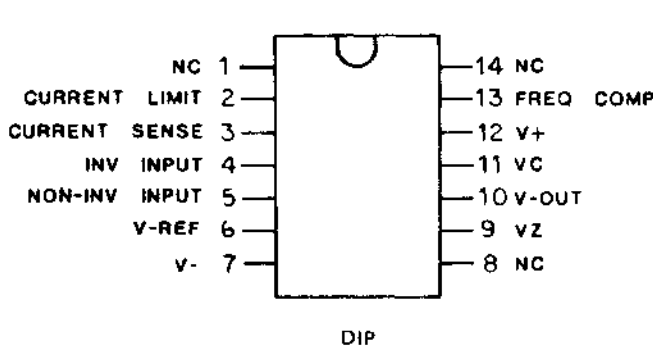 NC 1 14 NC
CURRENT LIMIT 2 13 FREQ COMP
CURRENT SENSE 3 12 V+
INV INPUT 4 11 VC
NON-INV INPUT 5 10 V-OUT
V-REF 6 9 VZ
V- 7 8 NC
DIP